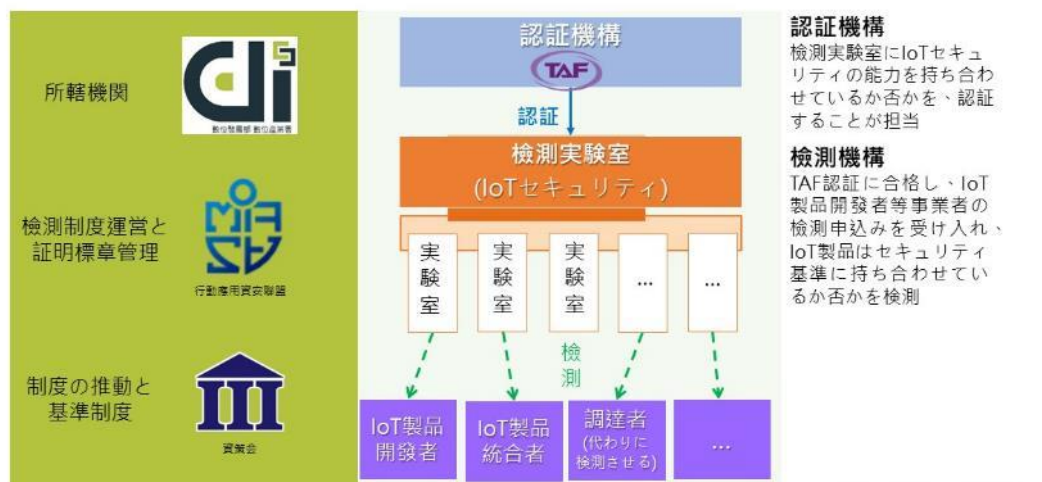 所轄機関
數位發展部 數位產業署
檢測制度運営と
証明標章管理
行動應用資安聯盟
制度の推動と
基準制度
資策会
認証機構
TAF
認証
檢測実験室
(IoTセキュリティ)
実験室
実験室
実験室
...
...
檢測
IoT製品
開發者
IoT製品
統合者
調達者
(代わりに
検測させる)
...
認証機構
檢測実験室にIoTセキュ
リティの能力を持ち合わ
せているか否かを、認証
することが担当
檢測機構
TAF認証に合格し、IoT
製品開發者等事業者の
檢測申込みを受け入れ、
IoT製品はセキュリティ
基準に持ち合わせてい
るか否かを検測